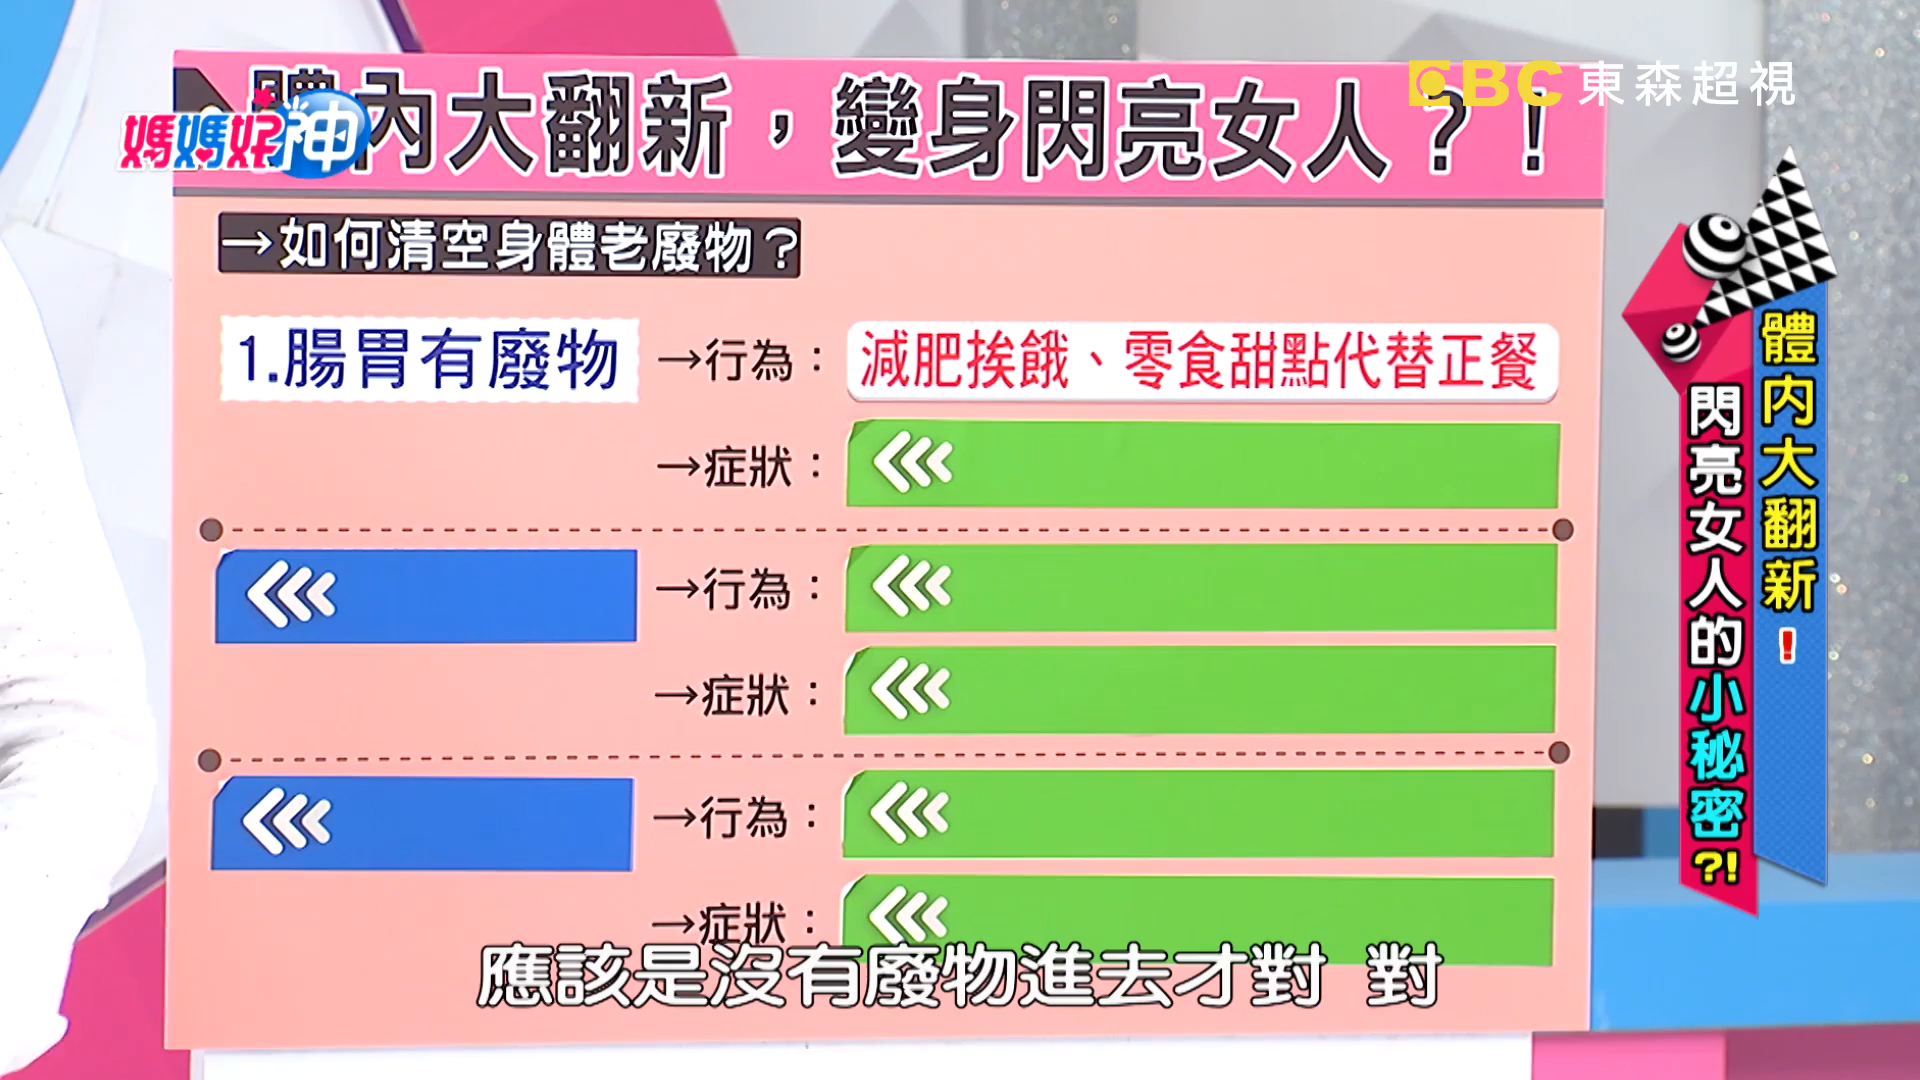 EBC 東森超視
媽媽好神
體內大翻新，變身閃亮女人？！
→如何清空身體老廢物？
1.腸胃有廢物 →行為： 減肥挨餓、零食甜點代替正餐
→症狀：
→行為：
→症狀：
→行為：
→症狀：
體內大翻新！
閃亮女人的小秘密?!
應該是沒有廢物進去才對 對